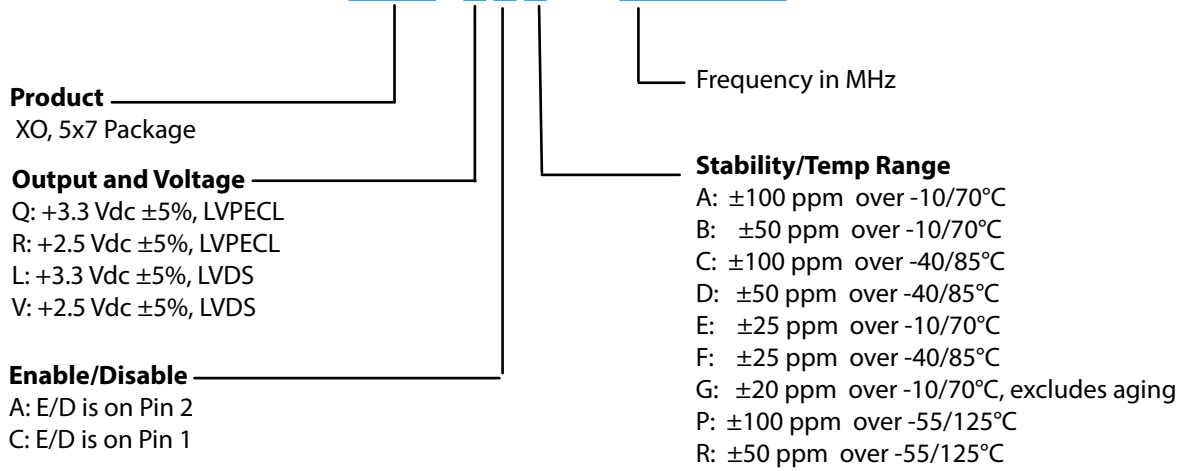 Product
XO, 5x7 Package
Output and Voltage
Q: +3.3 Vdc ±5%, LVPECL
R: +2.5 Vdc ±5%, LVPECL
L: +3.3 Vdc ±5%, LVDS
V: +2.5 Vdc ±5%, LVDS
Enable/Disable
A: E/D is on Pin 2
C: E/D is on Pin 1
Frequency in MHz
Stability/Temp Range
A: ±100 ppm over -10/70°C
B: ±50 ppm over -10/70°C
C: ±100 ppm over -40/85°C
D: ±50 ppm over -40/85°C
E: ±25 ppm over -10/70°C
F: ±25 ppm over -40/85°C
G: ±20 ppm over -10/70°C, excludes aging
P: ±100 ppm over -55/125°C
R: ±50 ppm over -55/125°C